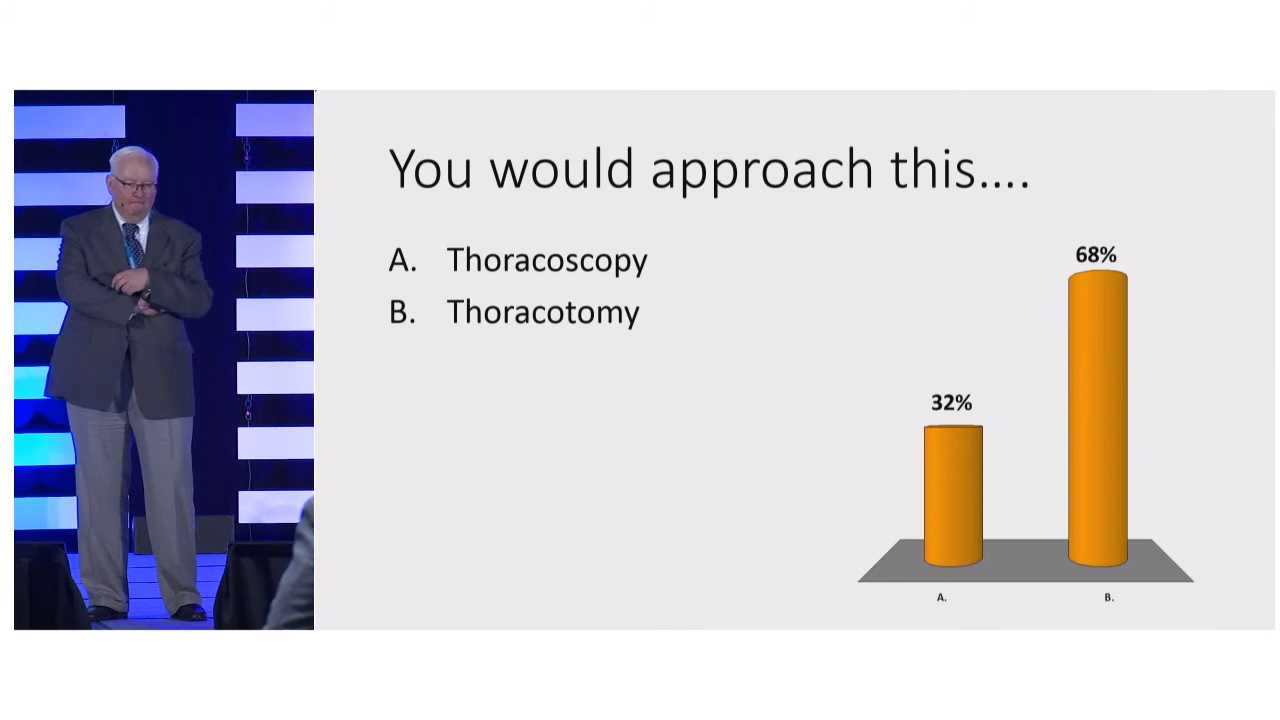 You would approach this....
A. Thoracoscopy
B. Thoracotomy
68%
32%
A.
B.